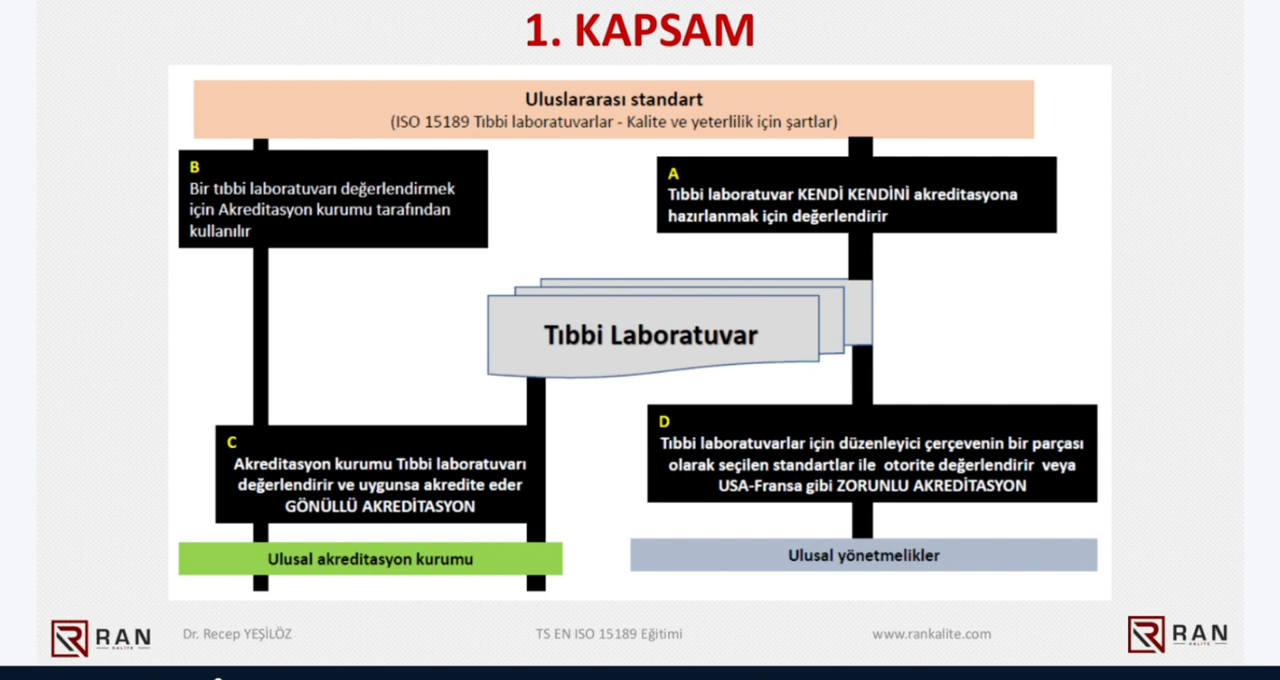 1. KAPSAM
Uluslararası standart
(ISO 15189 Tıbbi laboratuvarlar - Kalite ve yeterlilik için şartlar)
B
Bir tıbbi laboratuvarı değerlendirmek
için Akreditasyon kurumu tarafından
kullanılır
A
Tıbbi laboratuvar KENDİ KENDİNİ akreditasyona
hazırlanmak için değerlendirir
Tıbbi Laboratuvar
C
Akreditasyon kurumu Tıbbi laboratuvarı
değerlendirir ve uygunsa akredite eder
GÖNÜLLÜ AKREDİTASYON
D
Tıbbi laboratuvarlar için düzenleyici çerçevenin bir parçası
olarak seçilen standartlar ile otorite değerlendirir veya
USA-Fransa gibi ZORUNLU AKREDİTASYON
Ulusal akreditasyon kurumu
Ulusal yönetmelikler
RAN
KALİTE
Dr. Recep YEŞİLÖZ
TS EN ISO 15189 Eğitimi
www.rankalite.com
RAN
KALİTE